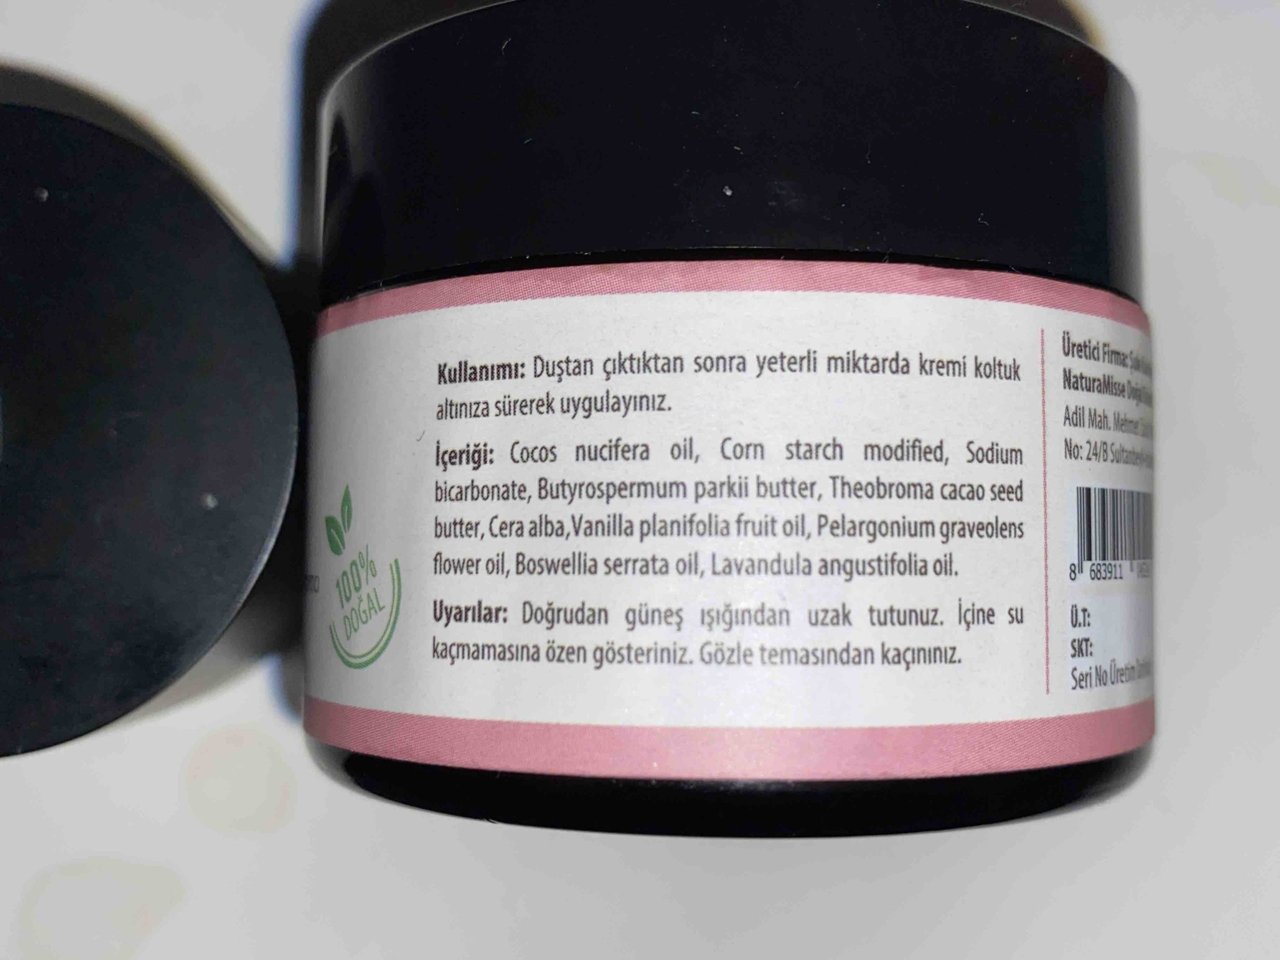 Kullanımı: Duştan çıktıktan sonra yeterli miktarda kremi koltuk
altınıza sürerek uygulayınız.
İçeriği: Cocos nucifera oil, Corn starch modified, Sodium
bicarbonate, Butyrospermum parkii butter, Theobroma cacao seed
butter, Cera alba,Vanilla planifolia fruit oil, Pelargonium graveolens
flower oil, Boswellia serrata oil, Lavandula angustifolia oil.
Uyarılar: Doğrudan güneş ışığından uzak tutunuz. İçine su
kaçmamasına özen gösteriniz. Gözle temasından kaçınınız.
100%
DOĞAL
Üretici Firma:
NaturaMisse
Adil Mah.
No: 24/B
8 683911
Ü.T:
SKT:
Seri No Üretim